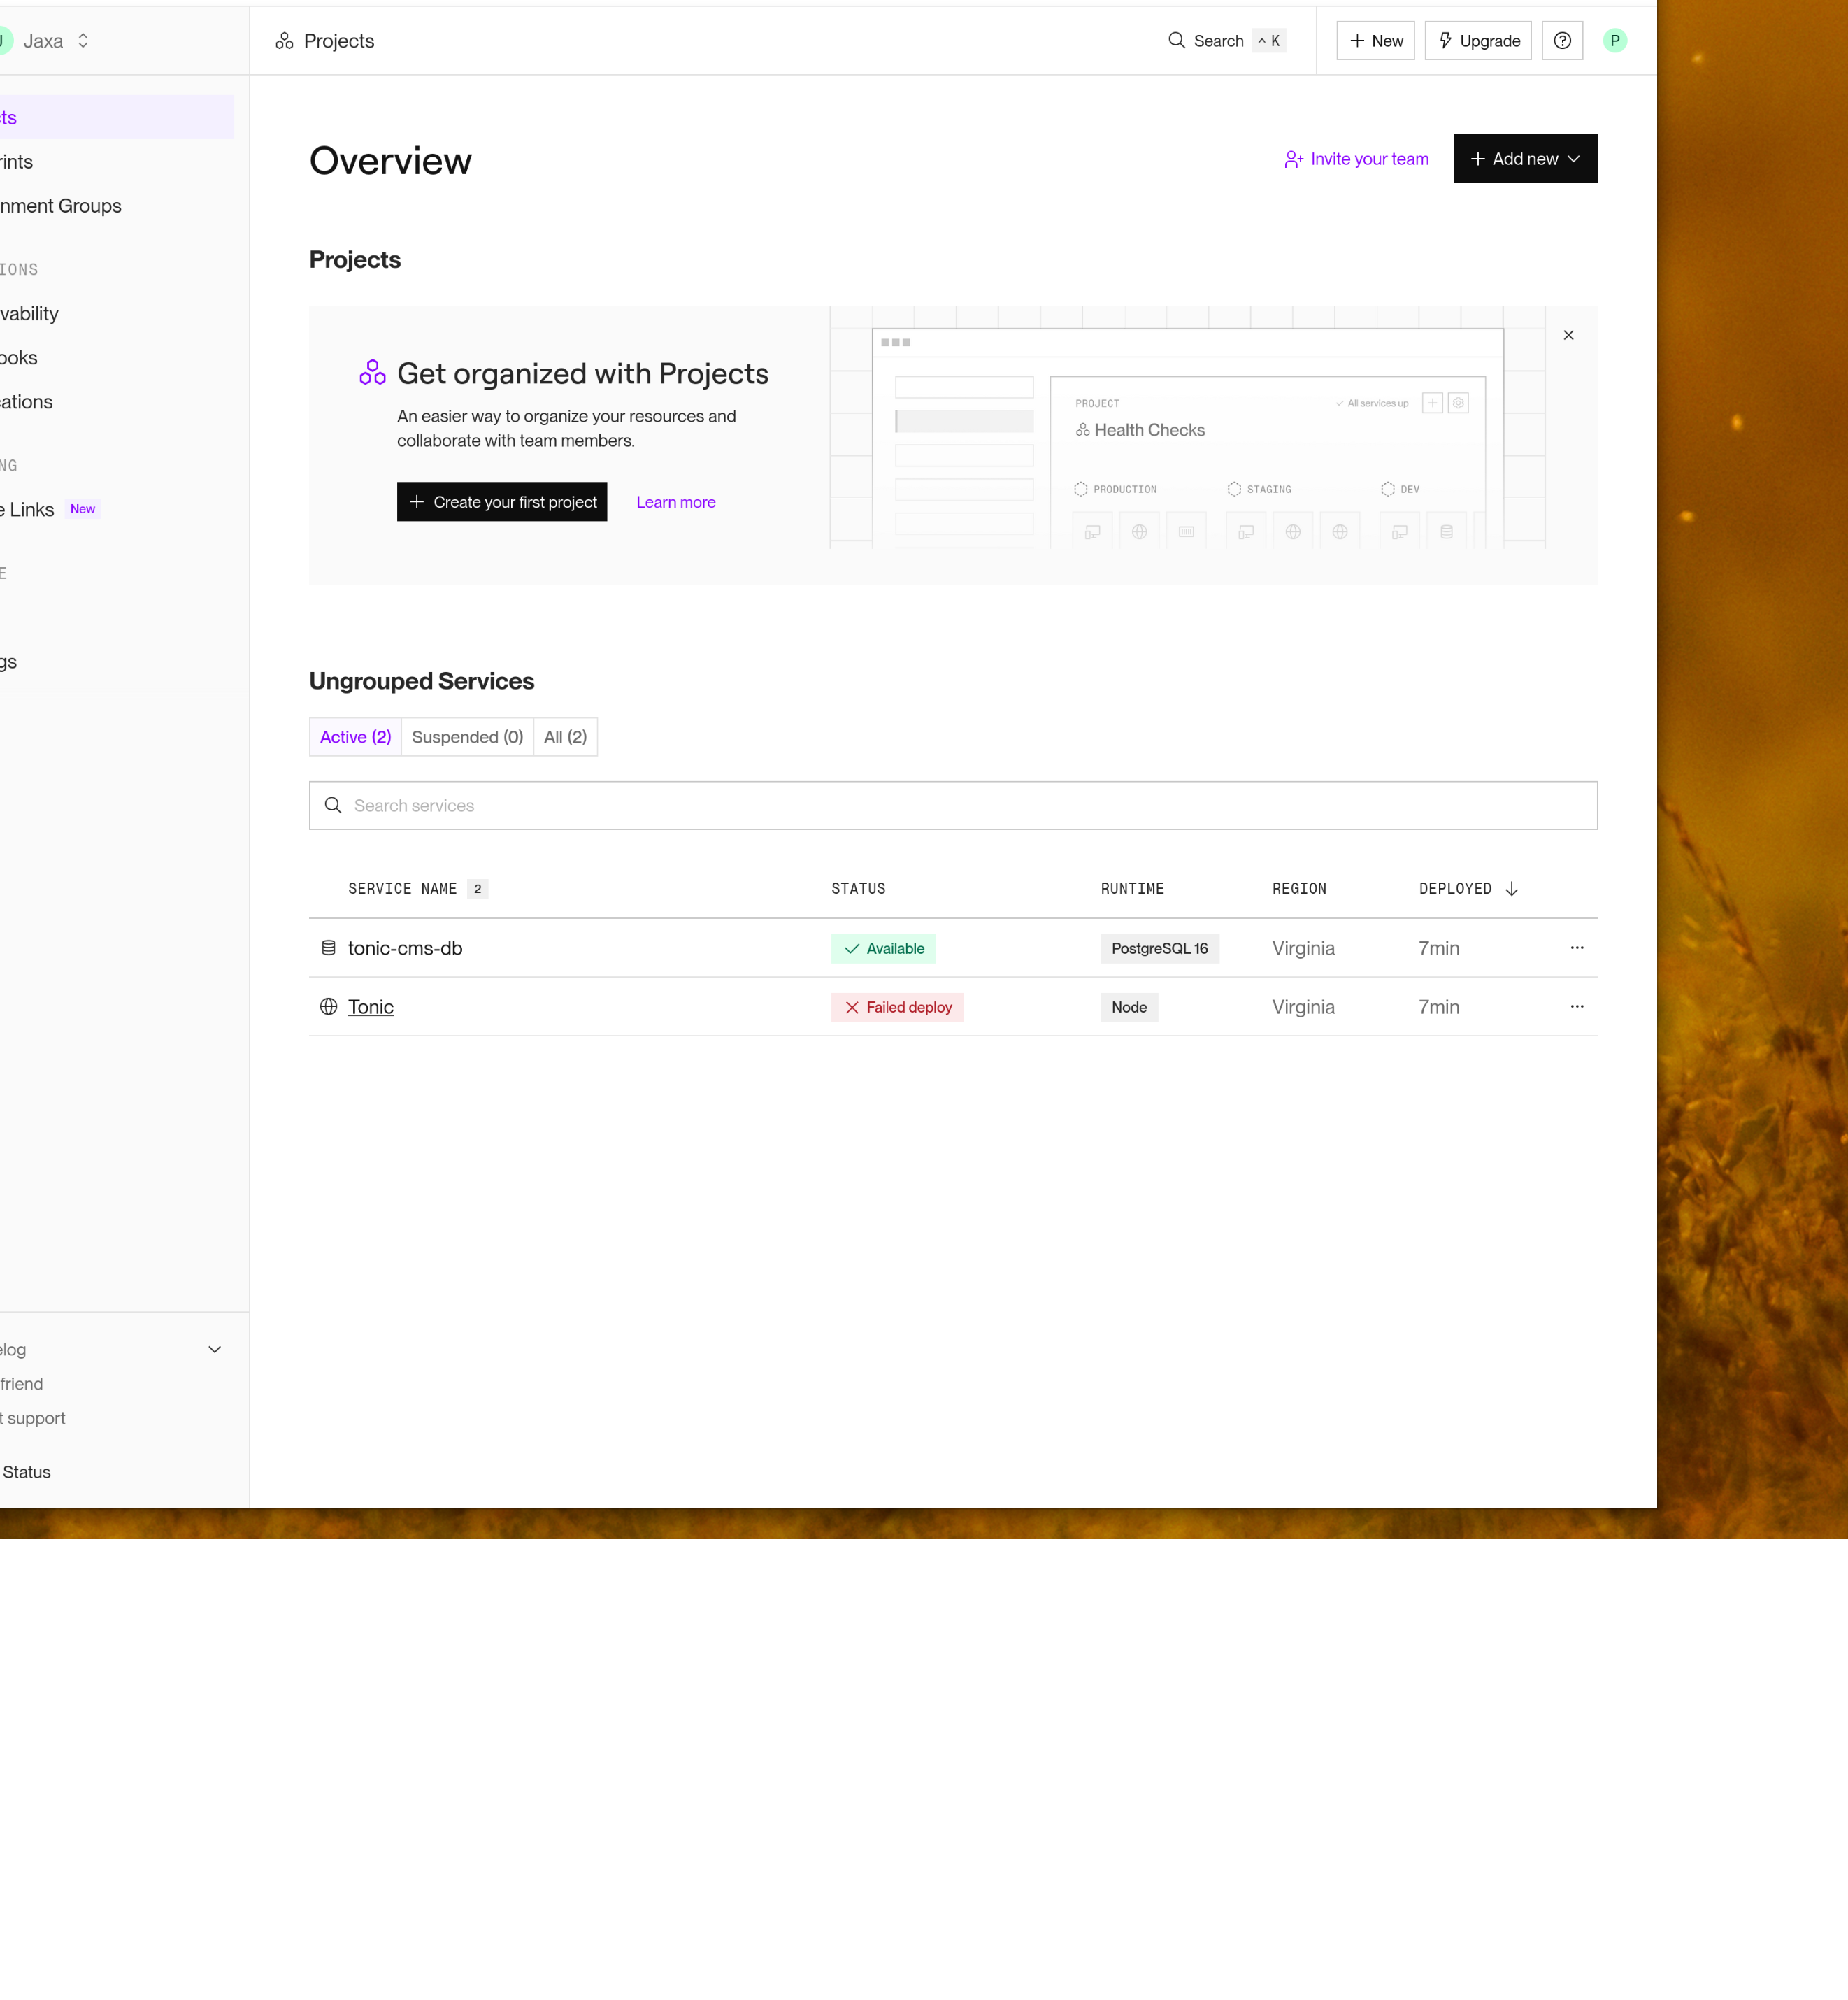 Jaxa
Projects
Search
^ K
+ New
Upgrade
P
ts
rints
nment Groups
IONS
vability
ooks
ations
NG
e Links New
E
gs
elog
friend
t support
Status
Overview
Invite your team
+ Add new
Projects
Get organized with Projects
An easier way to organize your resources and
collaborate with team members.
+ Create your first project
Learn more
PROJECT
All services up
Health Checks
PRODUCTION
STAGING
DEV
Ungrouped Services
Active (2)
Suspended (0)
All (2)
Search services
SERVICE NAME 2 STATUS RUNTIME REGION DEPLOYED
tonic-cms-db Available PostgreSQL 16 Virginia 7min
Tonic Failed deploy Node Virginia 7min